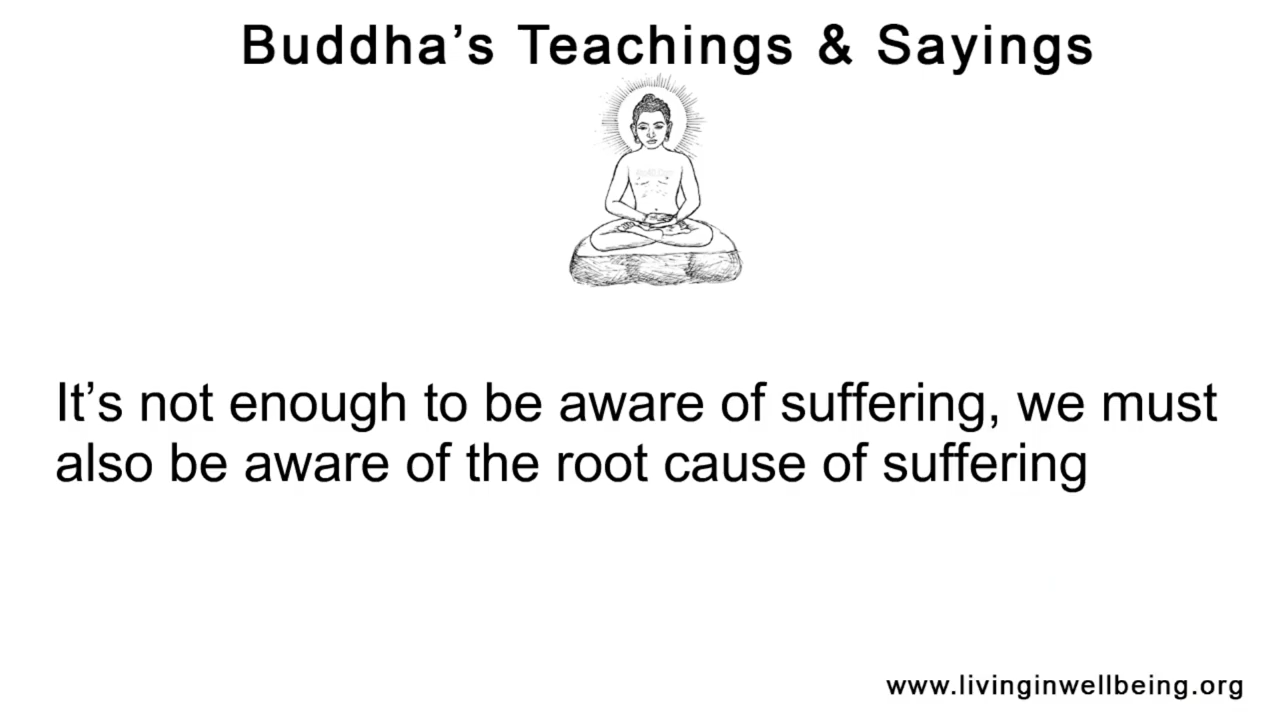 Buddha’s Teachings & Sayings
It’s not enough to be aware of suffering, we must
also be aware of the root cause of suffering
www.livinginwellbeing.org